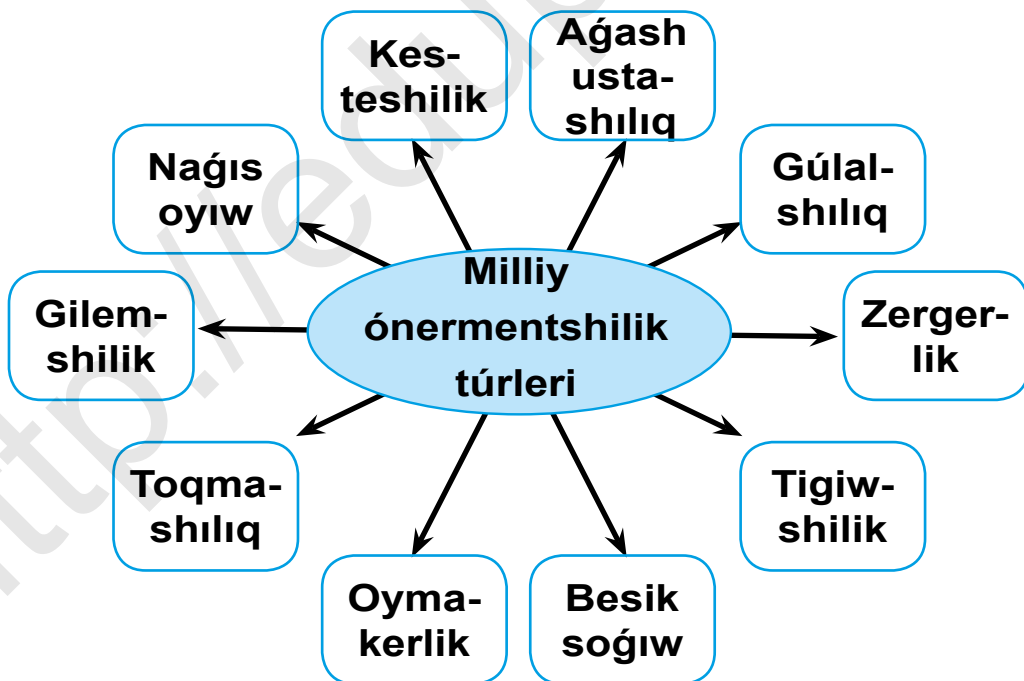 Kes-
teshilik
Aǵash
usta-
shılıq
Naǵıs
oyıw
Gúlal-
shılıq
Milliy
ónermentshilik
túrleri
Gilem-
shilik
Zerger-
lik
Toqma-
shılıq
Tigiw-
shilik
Oyma-
kerlik
Besik
soǵıw